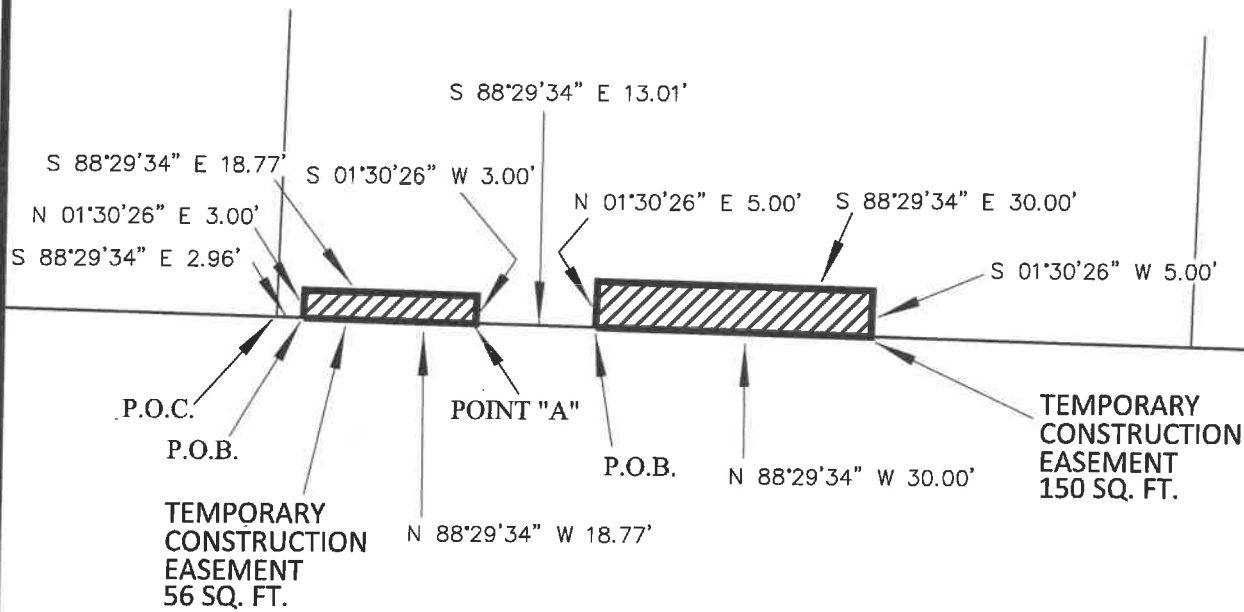 S 88°29'34" E 13.01'
S 88°29'34" E 18.77'
S 01°30'26" W 3.00'
N 01°30'26" E 5.00'
S 88°29'34" E 30.00'
N 01°30'26" E 3.00'
S 88°29'34" E 2.96'
S 01°30'26" W 5.00'
P.O.C.
POINT "A"
P.O.B.
P.O.B.
N 88°29'34" W 30.00'
TEMPORARY
CONSTRUCTION
EASEMENT
150 SQ. FT.
TEMPORARY
CONSTRUCTION
EASEMENT
56 SQ. FT.
N 88°29'34" W 18.77'